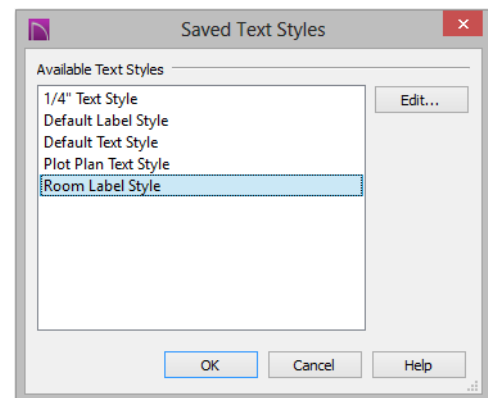 Saved Text Styles
Available Text Styles
1/4" Text Style
Edit...
Default Label Style
Default Text Style
Plot Plan Text Style
Room Label Style
OK
Cancel
Help